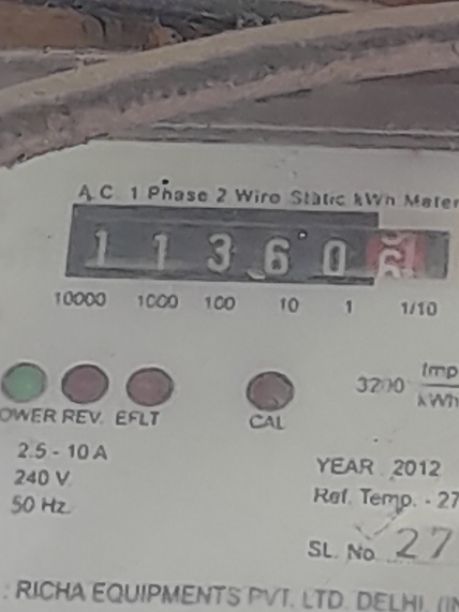 A.C. 1 Phase 2 Wire Static kWh Meter
1 1 3 6 0
10000 1000 100 10 1 1/10
Imp
3200 kWh
POWER REV. EFLT CAL
2.5 - 10 A
240 V.
50 Hz.
YEAR 2012
Ref. Temp. - 27
SL. No 27
: RICHA EQUIPMENTS PVT. LTD. DELHI (IN